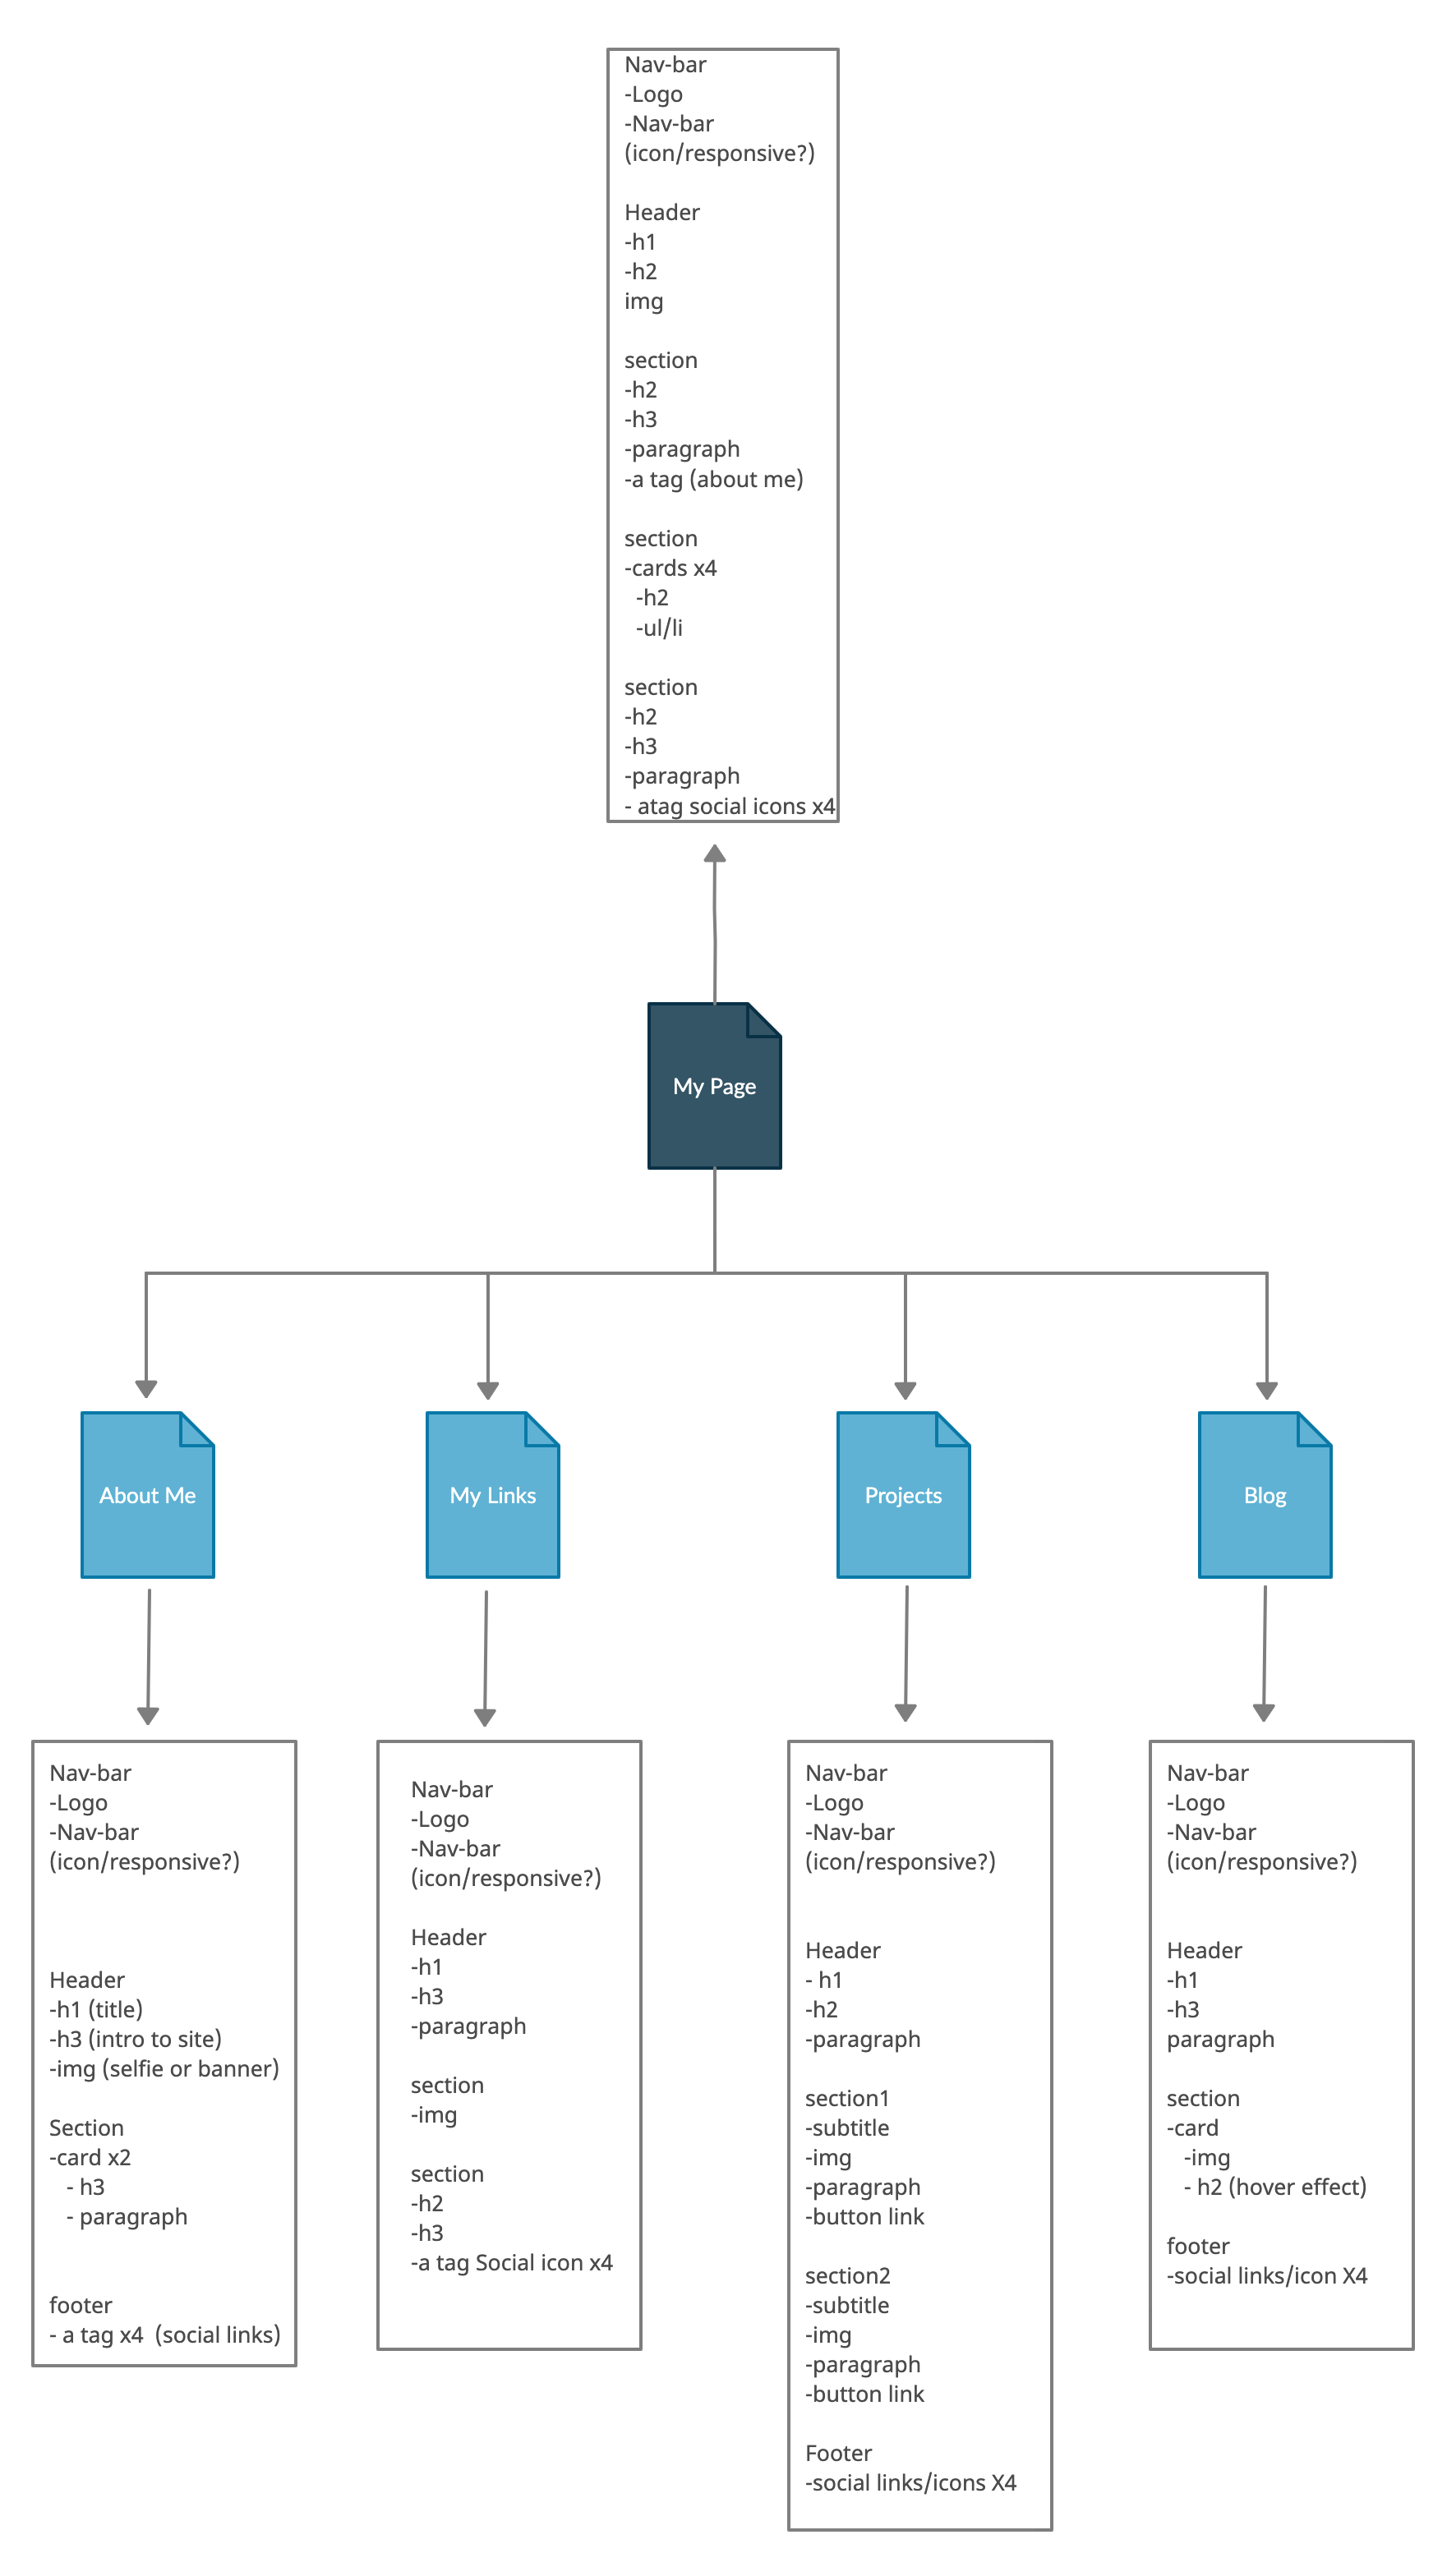 Nav-bar
-Logo
-Nav-bar
(icon/responsive?)
Header
-h1
-h2
img
section
-h2
-h3
-paragraph
-a tag (about me)
section
-cards x4
-h2
-ul/li
section
-h2
-h3
-paragraph
- atag social icons x4
My Page
About Me
My Links
Projects
Blog
Nav-bar
-Logo
-Nav-bar
(icon/responsive?)
Header
-h1 (title)
-h3 (intro to site)
-img (selfie or banner)
Section
-card x2
- h3
- paragraph
footer
- a tag x4  (social links)
Nav-bar
-Logo
-Nav-bar
(icon/responsive?)
Header
-h1
-h3
-paragraph
section
-img
section
-h2
-h3
-a tag Social icon x4
Nav-bar
-Logo
-Nav-bar
(icon/responsive?)
Header
- h1
-h2
-paragraph
section1
-subtitle
-img
-paragraph
-button link
section2
-subtitle
-img
-paragraph
-button link
Footer
-social links/icons X4
Nav-bar
-Logo
-Nav-bar
(icon/responsive?)
Header
-h1
-h3
paragraph
section
-card
-img
- h2 (hover effect)
footer
-social links/icon X4